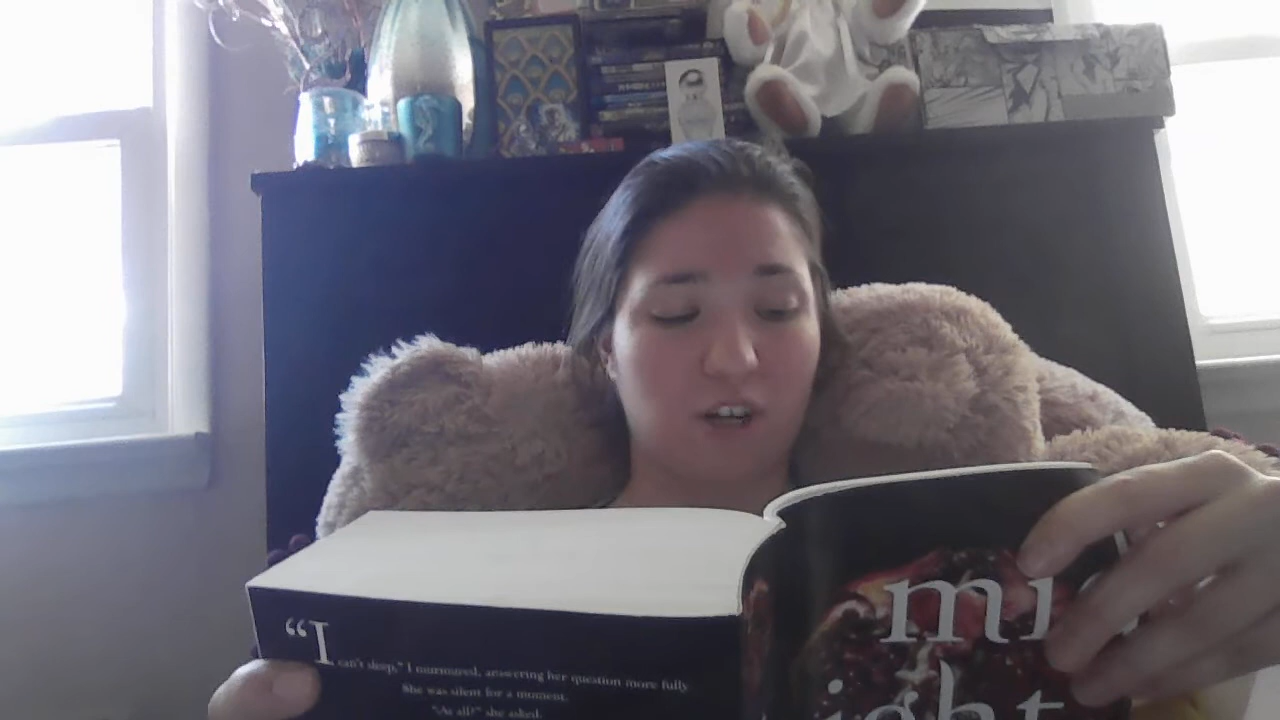 “I can't sleep,” I murmured, answering her question more fully
She was silent for a moment.
“At all?” she asked.
mi
ight